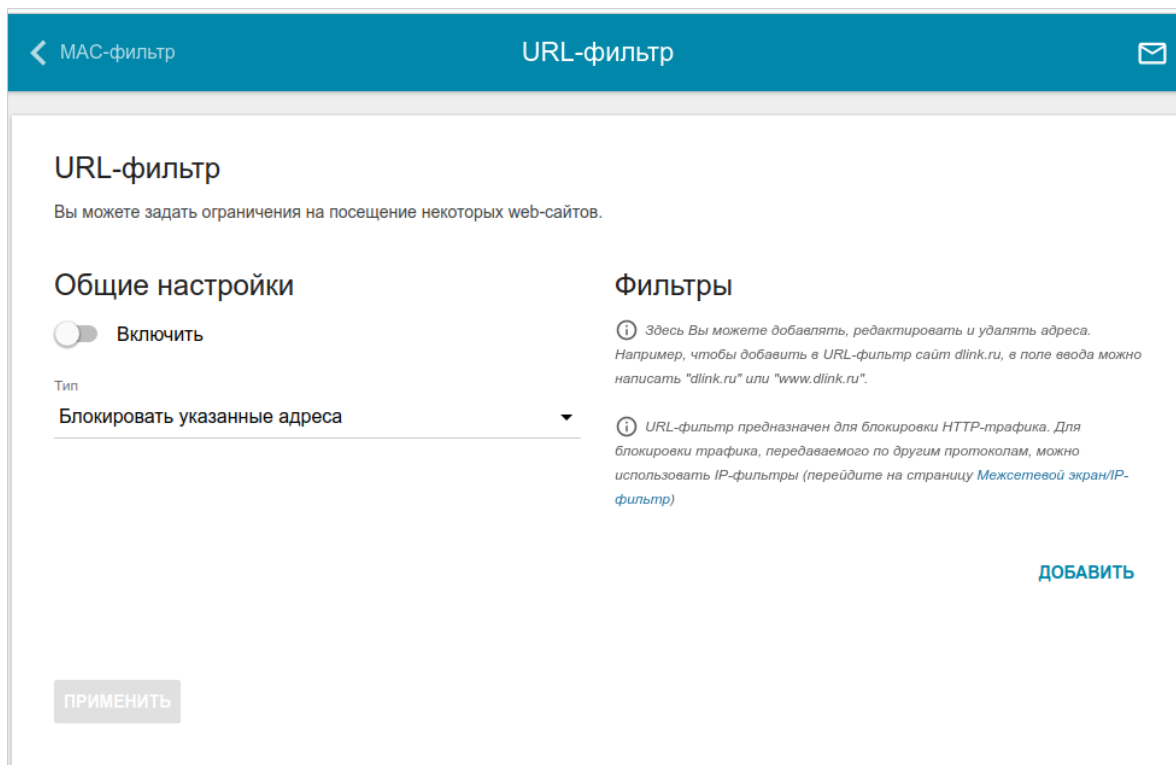 МАС-фильтр
URL-фильтр
URL-фильтр
Вы можете задать ограничения на посещение некоторых web-сайтов.
Общие настройки
Включить
Тип
Блокировать указанные адреса
ПРИМЕНИТЬ
Фильтры
Здесь Вы можете добавлять, редактировать и удалять адреса.
Например, чтобы добавить в URL-фильтр сайт dlink.ru, в поле ввода можно
написать "dlink.ru" или "www.dlink.ru".
URL-фильтр предназначен для блокировки HTTP-трафика. Для
блокировки трафика, передаваемого по другим протоколам, можно
использовать IP-фильтры (перейдите на страницу Межсетевой экран/IP-
фильтр)
ДОБАВИТЬ